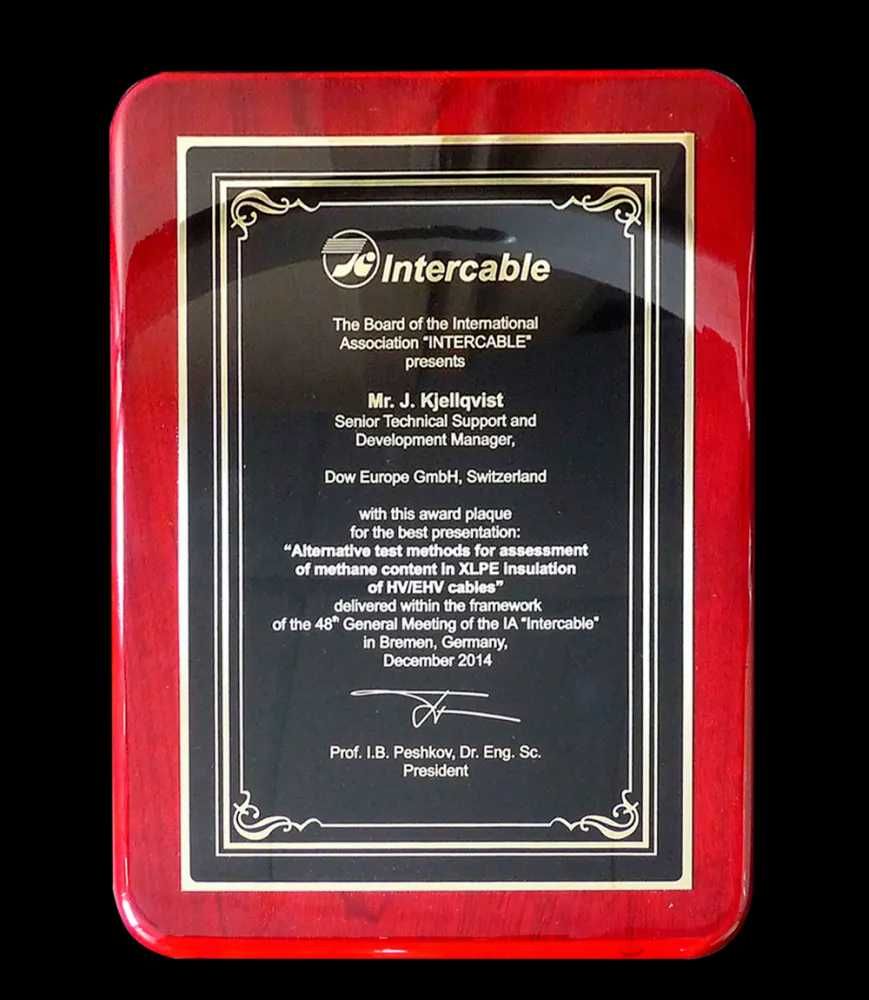 Intercable
The Board of the International
Association "INTERCABLE"
presents
Mr. J. Kjellqvist
Senior Technical Support and
Development Manager,
Dow Europe GmbH, Switzerland
with this award plaque
for the best presentation:
"Alternative test methods for assessment
of methane content in XLPE insulation
of HV/EHV cables"
delivered within the framework
of the 48th General Meeting of the IA "Intercable"
in Bremen, Germany,
December 2014
Prof. I.B. Peshkov, Dr. Eng. Sc.
President